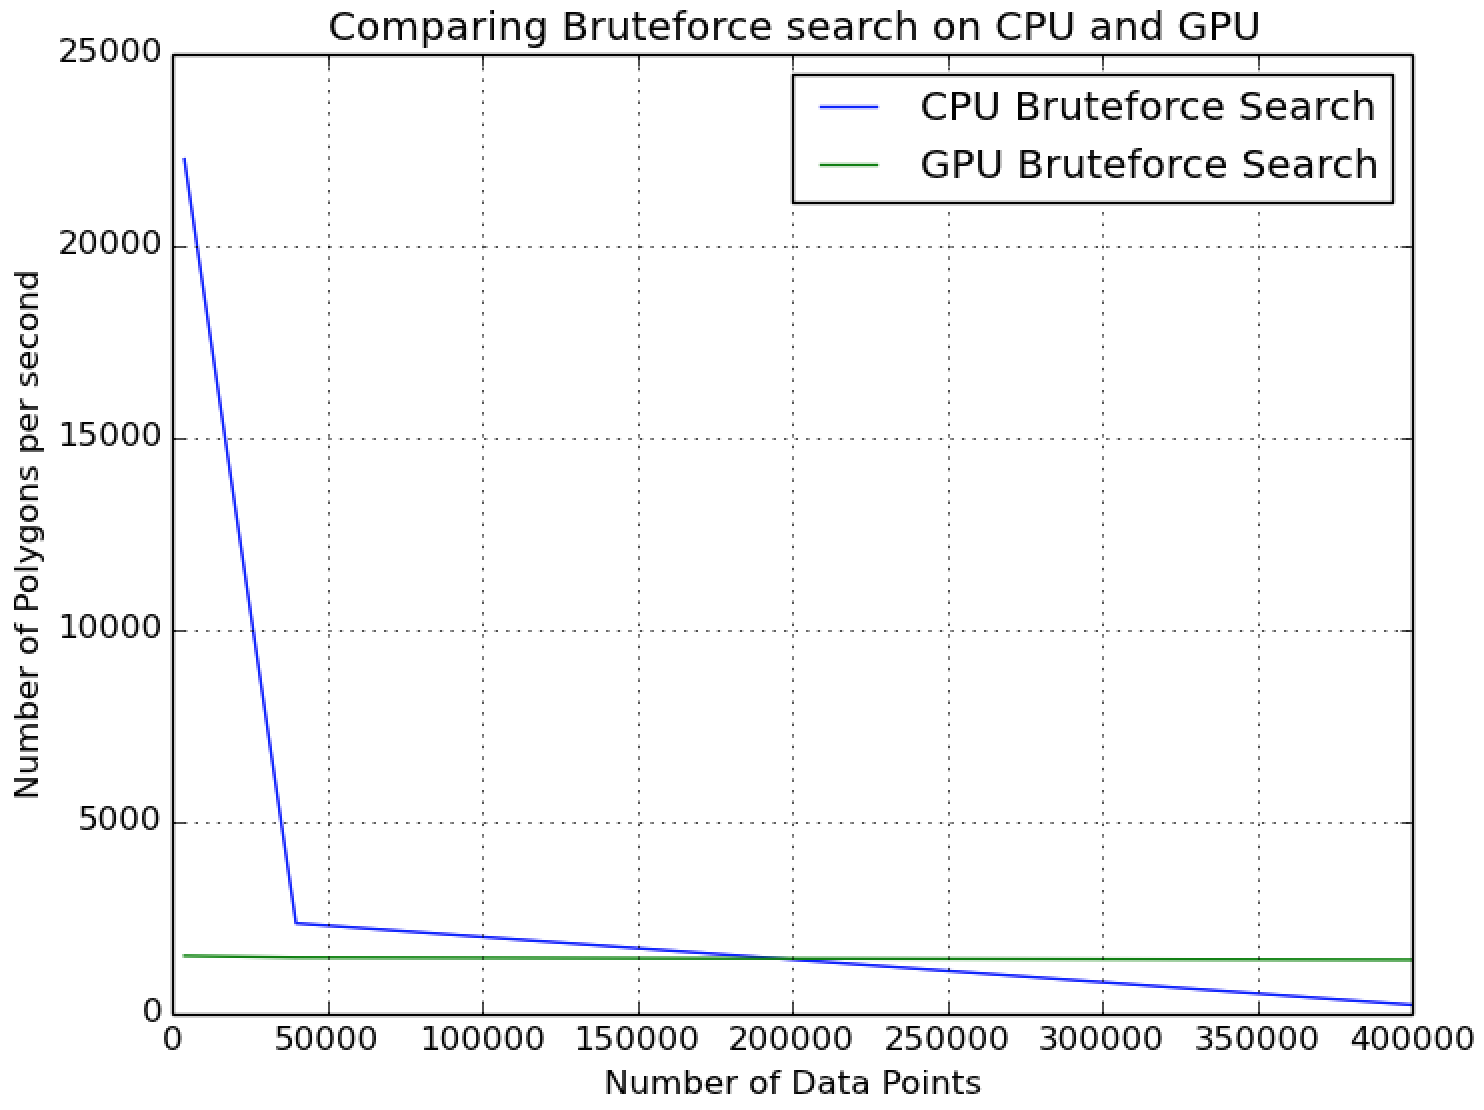 Comparing Bruteforce search on CPU and GPU
CPU Bruteforce Search
GPU Bruteforce Search
Number of Polygons per second
25000
20000
15000
10000
5000
0
0 50000 100000 150000 200000 250000 300000 350000 400000
Number of Data Points